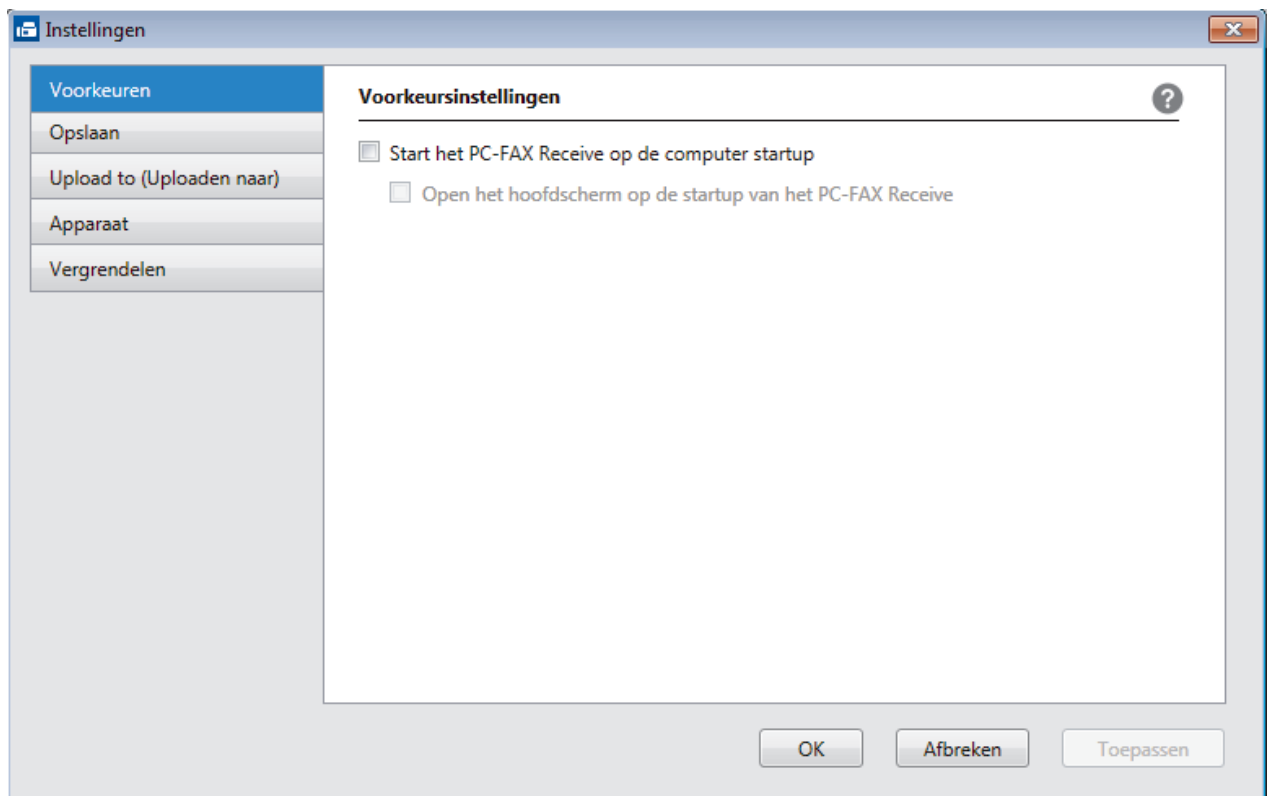 Instellingen
Voorkeuren
Opslaan
Upload to (Uploaden naar)
Apparaat
Vergrendelen
Voorkeursinstellingen
?
Start het PC-FAX Receive op de computer startup
Open het hoofdscherm op de startup van het PC-FAX Receive
OK
Afbreken
Toepassen